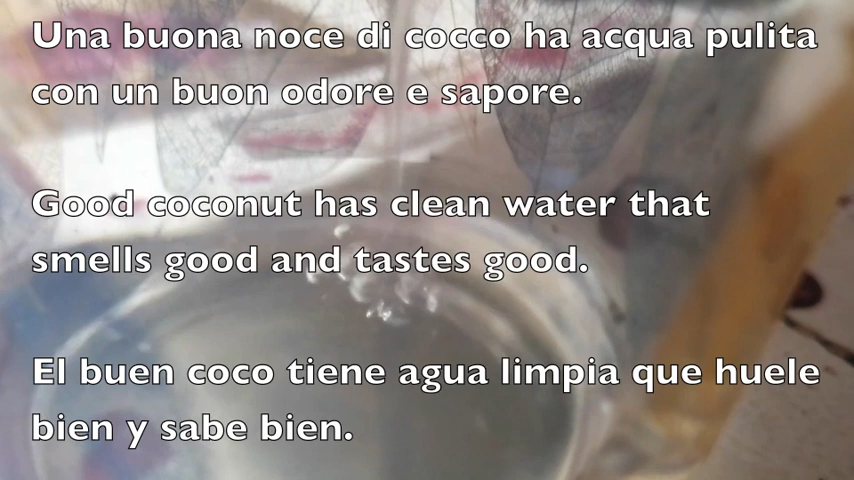 Una buona noce di cocco ha acqua pulita
con un buon odore e sapore.
Good coconut has clean water that
smells good and tastes good.
El buen coco tiene agua limpia que huele
bien y sabe bien.